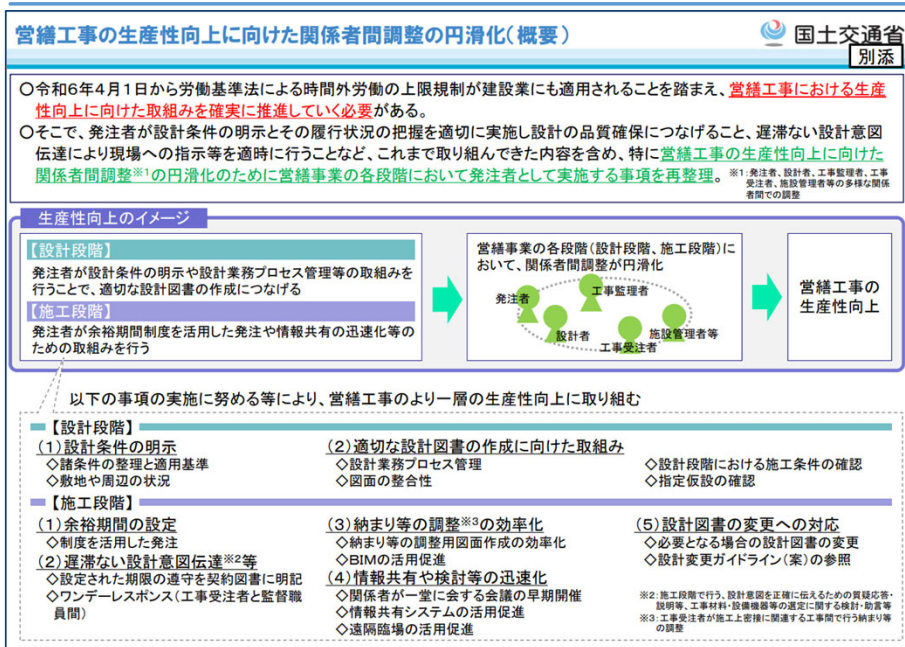 営繕工事の生産性向上に向けた関係者間調整の円滑化(概要)
国土交通省
別添
○令和6年4月1日から労働基準法による時間外労働の上限規制が建設業にも適用されることを踏まえ、営繕工事における生産
性向上に向けた取組みを確実に推進していく必要がある。
○そこで、発注者が設計条件の明示とその履行状況の把握を適切に実施し設計の品質確保につなげること、遅滞ない設計意図
伝達により現場への指示等を適時に行うことなど、これまで取り組んできた内容を含め、特に営繕工事の生産性向上に向けた
関係者間調整※1の円滑化のために営繕事業の各段階において発注者として実施する事項を再整理。
※1:発注者、設計者、工事監理者、工事
受注者、施設管理者等の多様な関係
者間での調整
生産性向上のイメージ
【設計段階】
発注者が設計条件の明示や設計業務プロセス管理等の取組みを
行うことで、適切な設計図書の作成につなげる
【施工段階】
発注者が余裕期間制度を活用した発注や情報共有の迅速化等の
ための取組みを行う
営繕事業の各段階(設計段階、施工段階)に
おいて、関係者間調整が円滑化
発注者
工事監理者
設計者
施設管理者等
工事受注者
営繕工事の
生産性向上
以下の事項の実施に努める等により、営繕工事のより一層の生産性向上に取り組む
【設計段階】
(1)設計条件の明示
◇諸条件の整理と適用基準
◇敷地や周辺の状況
(2)適切な設計図書の作成に向けた取組み
◇設計業務プロセス管理
◇図面の整合性
◇設計段階における施工条件の確認
◇指定仮設の確認
【施工段階】
(1)余裕期間の設定
◇制度を活用した発注
(2)遅滞ない設計意図伝達※2等
◇設定された期限の遵守を契約図書に明記
◇ワンデーレスポンス(工事受注者と監督職
員間)
(3)納まり等の調整※3の効率化
◇納まり等の調整用図面作成の効率化
◇BIMの活用促進
(4)情報共有や検討等の迅速化
◇関係者が一堂に会する会議の早期開催
◇情報共有システムの活用促進
◇遠隔臨場の活用促進
(5)設計図書の変更への対応
◇必要となる場合の設計図書の変更
◇設計変更ガイドライン(案)の参照
※2:施工段階で行う、設計意図を正確に伝えるための質疑応答・
説明等、工事材料・設備機器等の選定に関する検討・助言等
※3:工事受注者が施工上密接に関連する工事間で行う納まり等
の調整